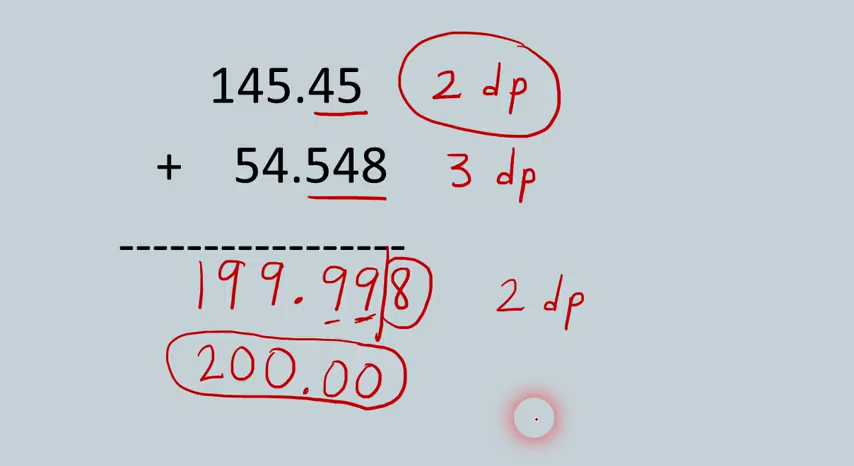 145.45 2 dp
+ 54.548 3 dp
-----------------
199.998 2 dp
200.00